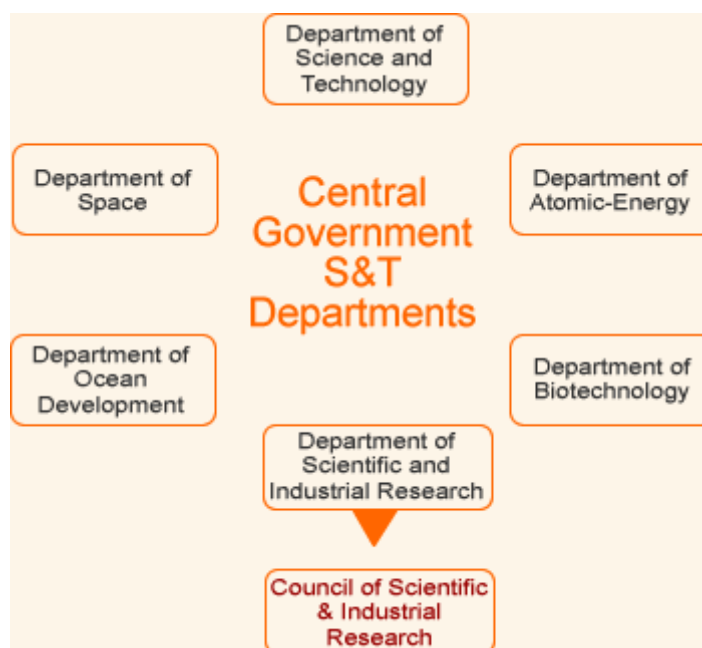 Department of
Science and
Technology
Department of
Space
Central
Government
S&T
Departments
Department of
Atomic-Energy
Department of
Ocean
Development
Department of
Biotechnology
Department of
Scientific and
Industrial Research
Council of Scientific
& Industrial
Research